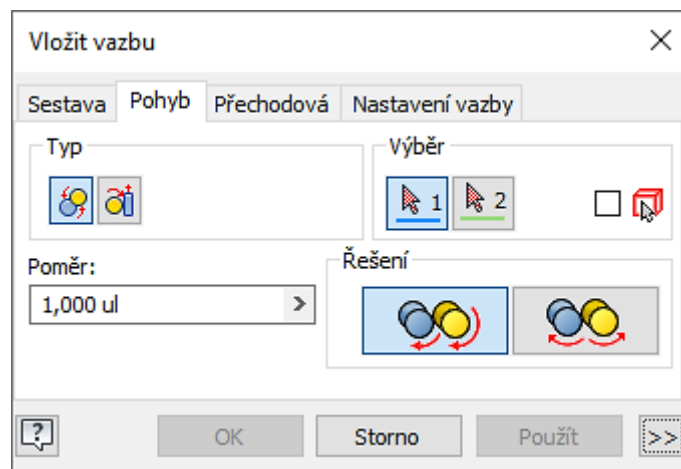 Vložit vazbu
Sestava Pohyb Přechodová Nastavení vazby
Typ
Výběr
1 2
Poměr:
1,000 ul >
Řešení
? OK Storno Použít >>